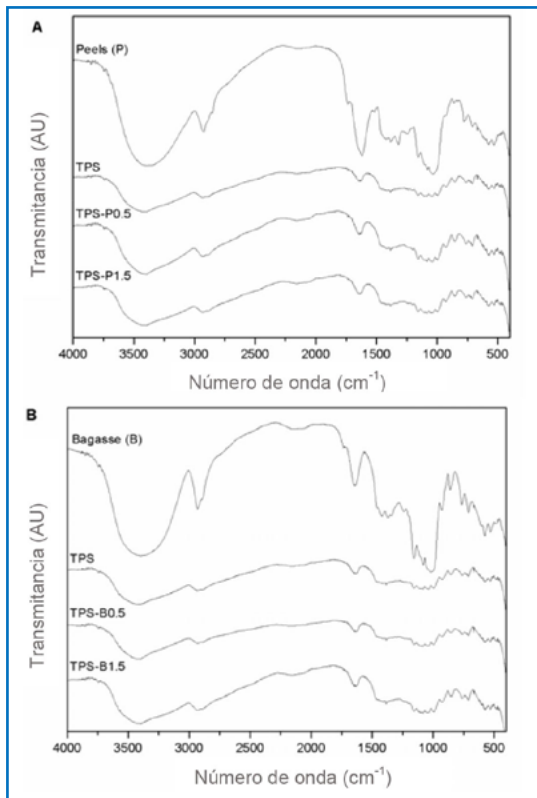 A
Peels (P)
TPS
TPS-P0.5
TPS-P1.5
Transmitancia (AU)
4000 3500 3000 2500 2000 1500 1000 500
Número de onda (cm⁻¹)
B
Bagasse (B)
TPS
TPS-B0.5
TPS-B1.5
Transmitancia (AU)
4000 3500 3000 2500 2000 1500 1000 500
Número de onda (cm⁻¹)